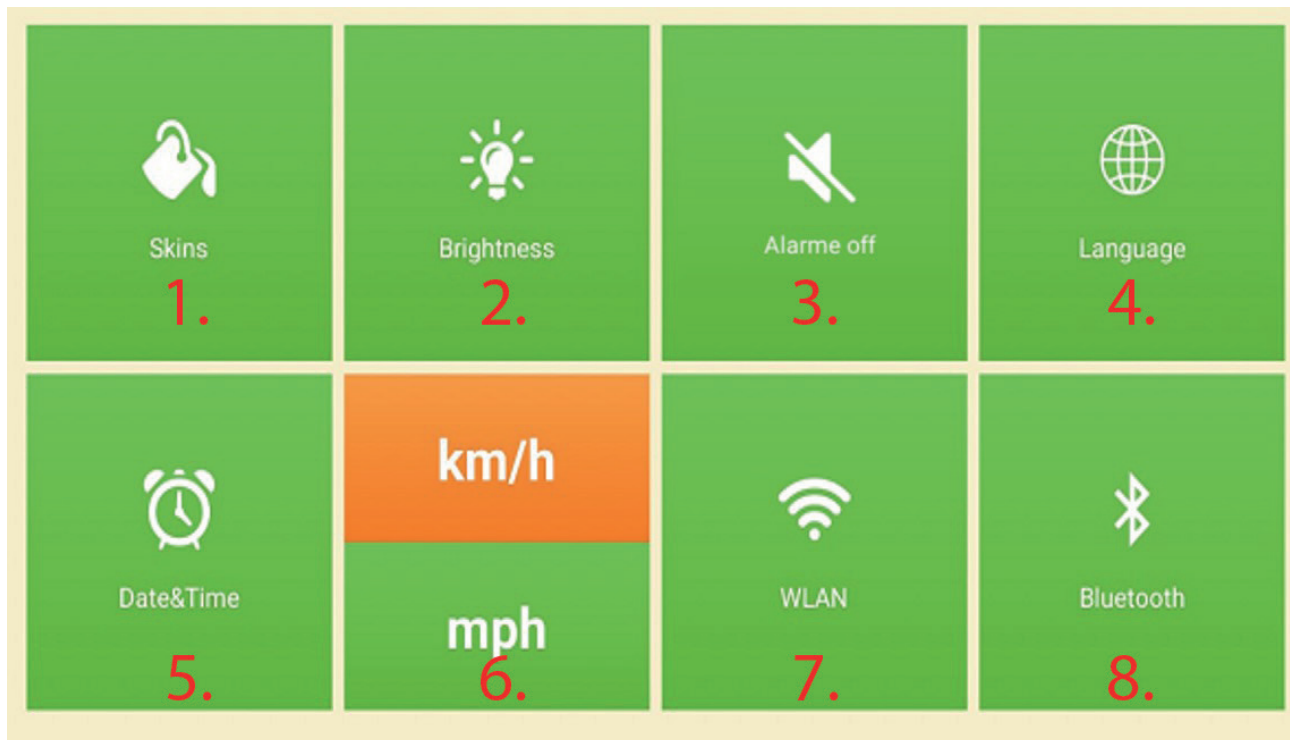 Skins
1.
Brightness
2.
Alarme off
3.
Language
4.
Date&Time
5.
km/h
mph
6.
WLAN
7.
Bluetooth
8.